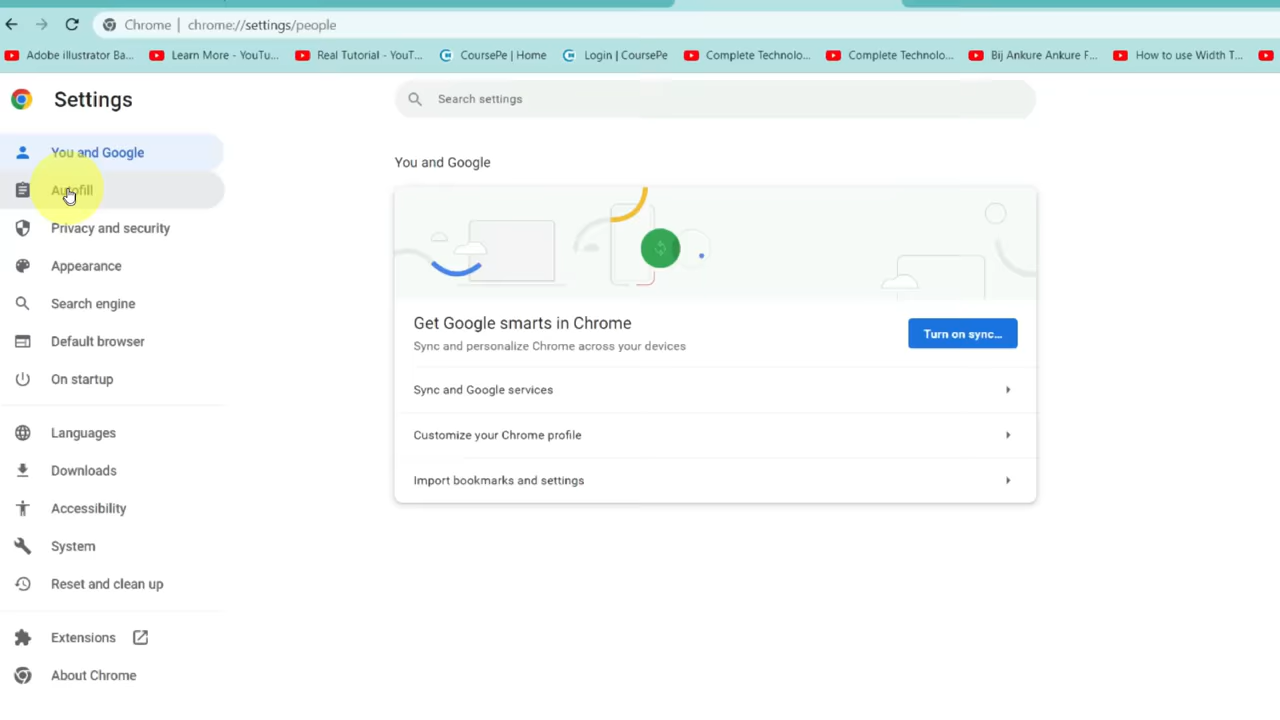 Chrome | chrome://settings/people
Adobe illustrator Ba... Learn More - YouTu... Real Tutorial - YouT... CoursePe | Home Login | CoursePe Complete Technolo... Complete Technolo... Bij Ankure Ankure F... How to use Width T...
Settings
Search settings
You and Google
Autofill
Privacy and security
Appearance
Search engine
Default browser
On startup
Languages
Downloads
Accessibility
System
Reset and clean up
Extensions
About Chrome
You and Google
Get Google smarts in Chrome
Sync and personalize Chrome across your devices
Turn on sync...
Sync and Google services
Customize your Chrome profile
Import bookmarks and settings